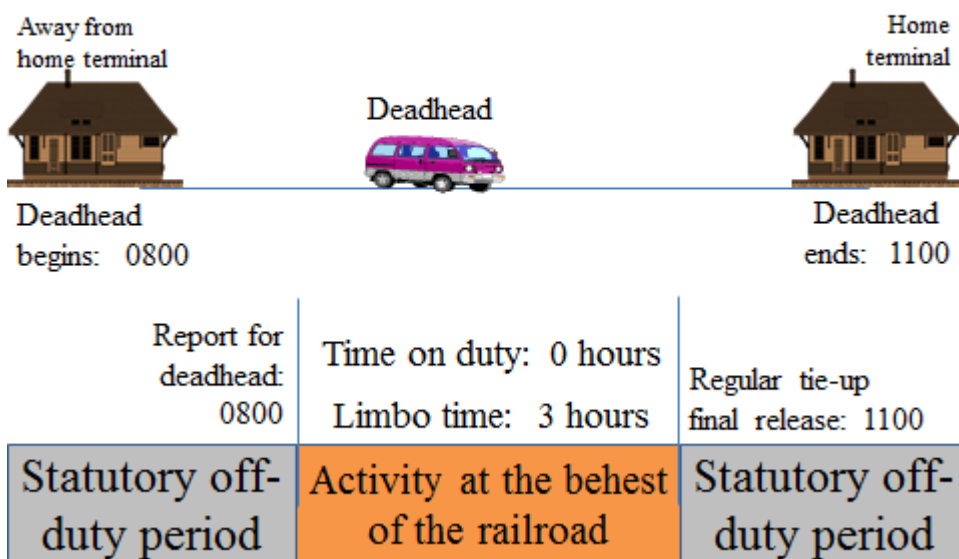 Away from
home terminal
Home
terminal
Deadhead
Deadhead
begins: 0800
Deadhead
ends: 1100
Report for
deadhead:
0800
Time on duty: 0 hours
Limbo time: 3 hours
Regular tie-up
final release: 1100
Statutory off-
duty period
Activity at the behest
of the railroad
Statutory off-
duty period